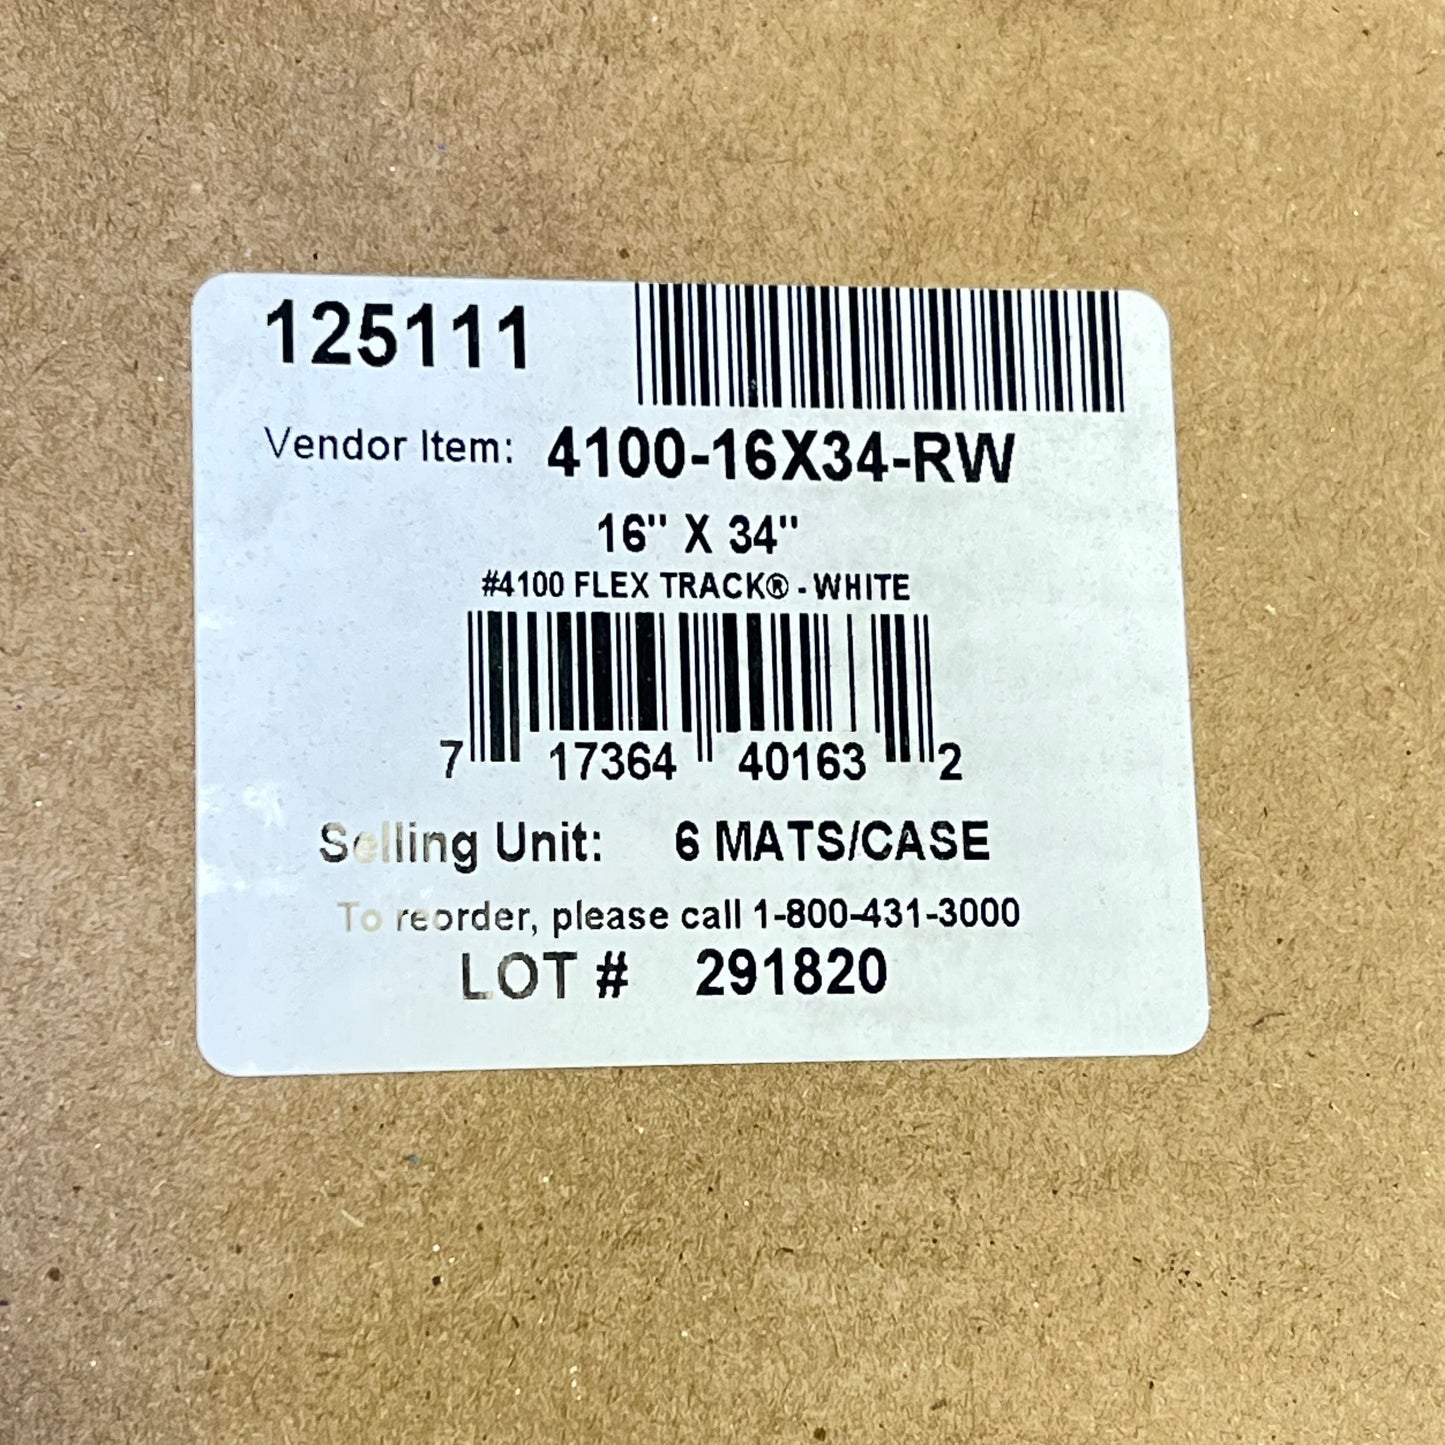 125111
Vendor Item: 4100-16X34-RW
16" X 34"
#4100 FLEX TRACK® - WHITE
7 17364 40163 2
Selling Unit: 6 MATS/CASE
To reorder, please call 1-800-431-3000
LOT # 291820